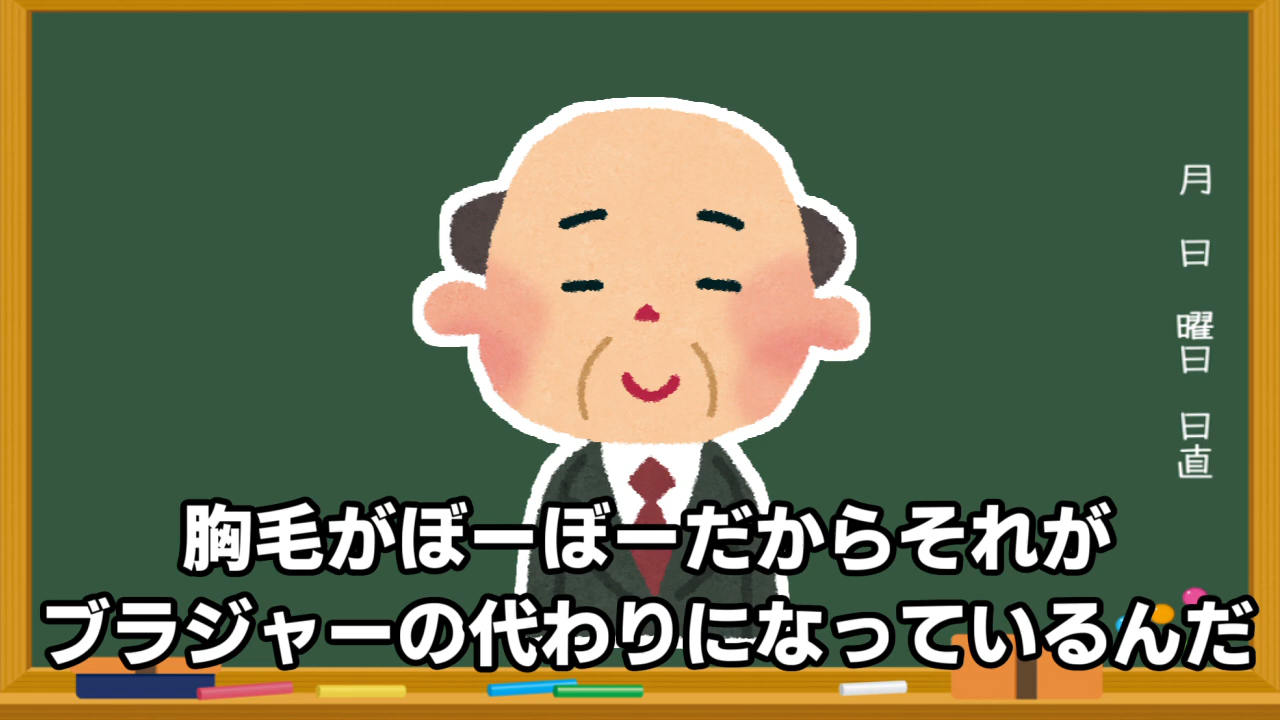 月
日
曜日
日直
胸毛がぼーぼーだからそれが
ブラジャーの代わりになっているんだ